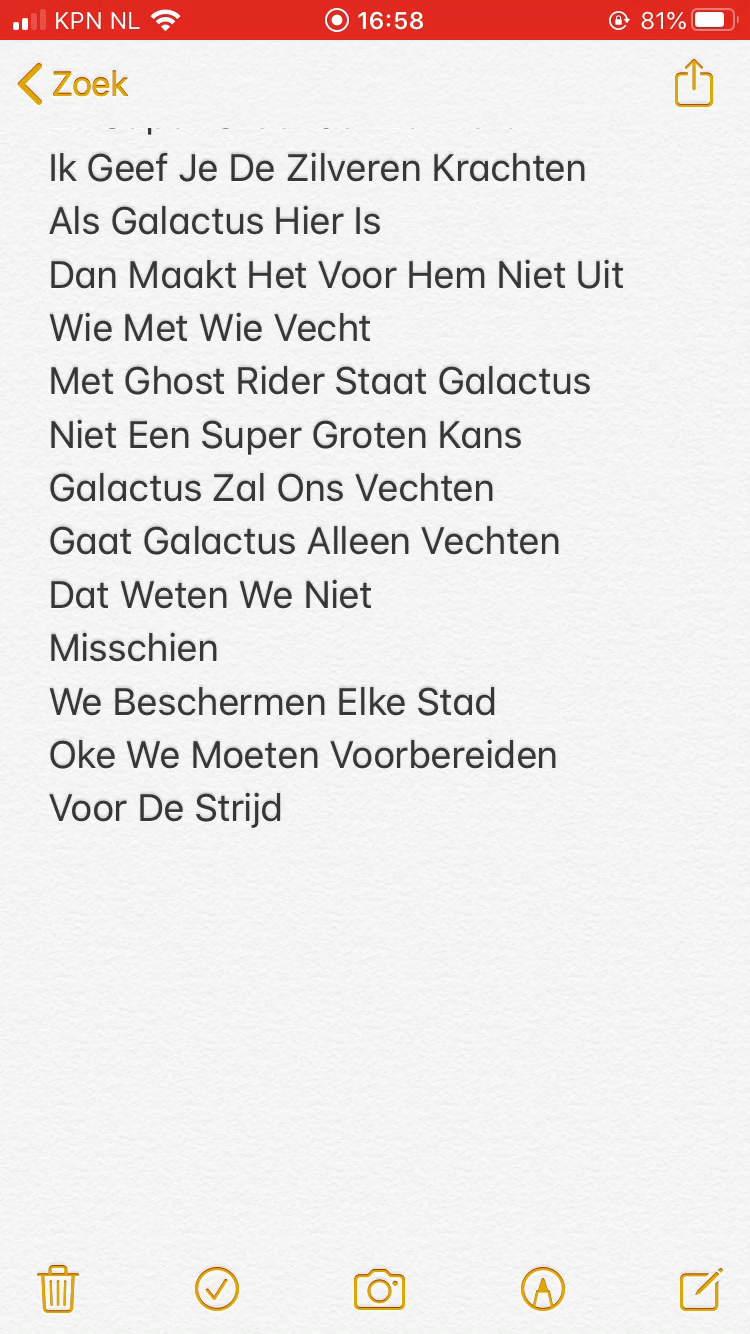 KPN NL 16:58 81%
Zoek
Ik Geef Je De Zilveren Krachten
Als Galactus Hier Is
Dan Maakt Het Voor Hem Niet Uit
Wie Met Wie Vecht
Met Ghost Rider Staat Galactus
Niet Een Super Groten Kans
Galactus Zal Ons Vechten
Gaat Galactus Alleen Vechten
Dat Weten We Niet
Misschien
We Beschermen Elke Stad
Oke We Moeten Voorbereiden
Voor De Strijd